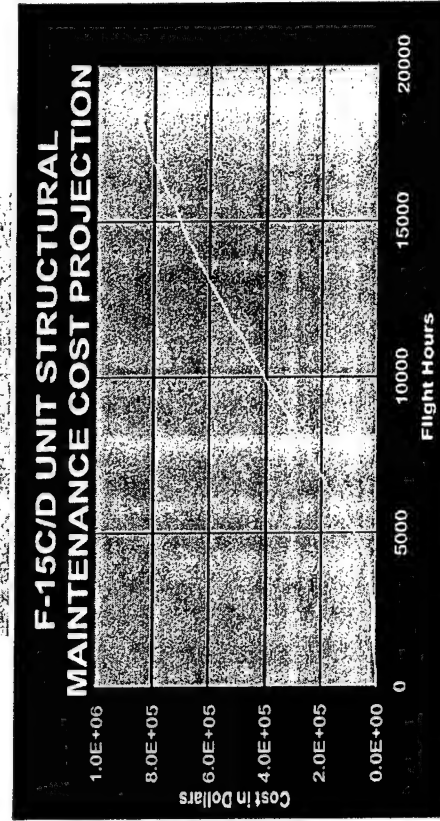 F-15C/D UNIT STRUCTURAL
MAINTENANCE COST PROJECTION
Cost in Dollars
1.0E+06
8.0E+05
6.0E+05
4.0E+05
2.0E+05
0.0E+00
0
5000
10000
15000
20000
Flight Hours